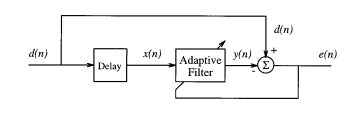 d(n)
d(n)
Delay
x(n)
Adaptive
Filter
y(n)
+
-
Σ
e(n)